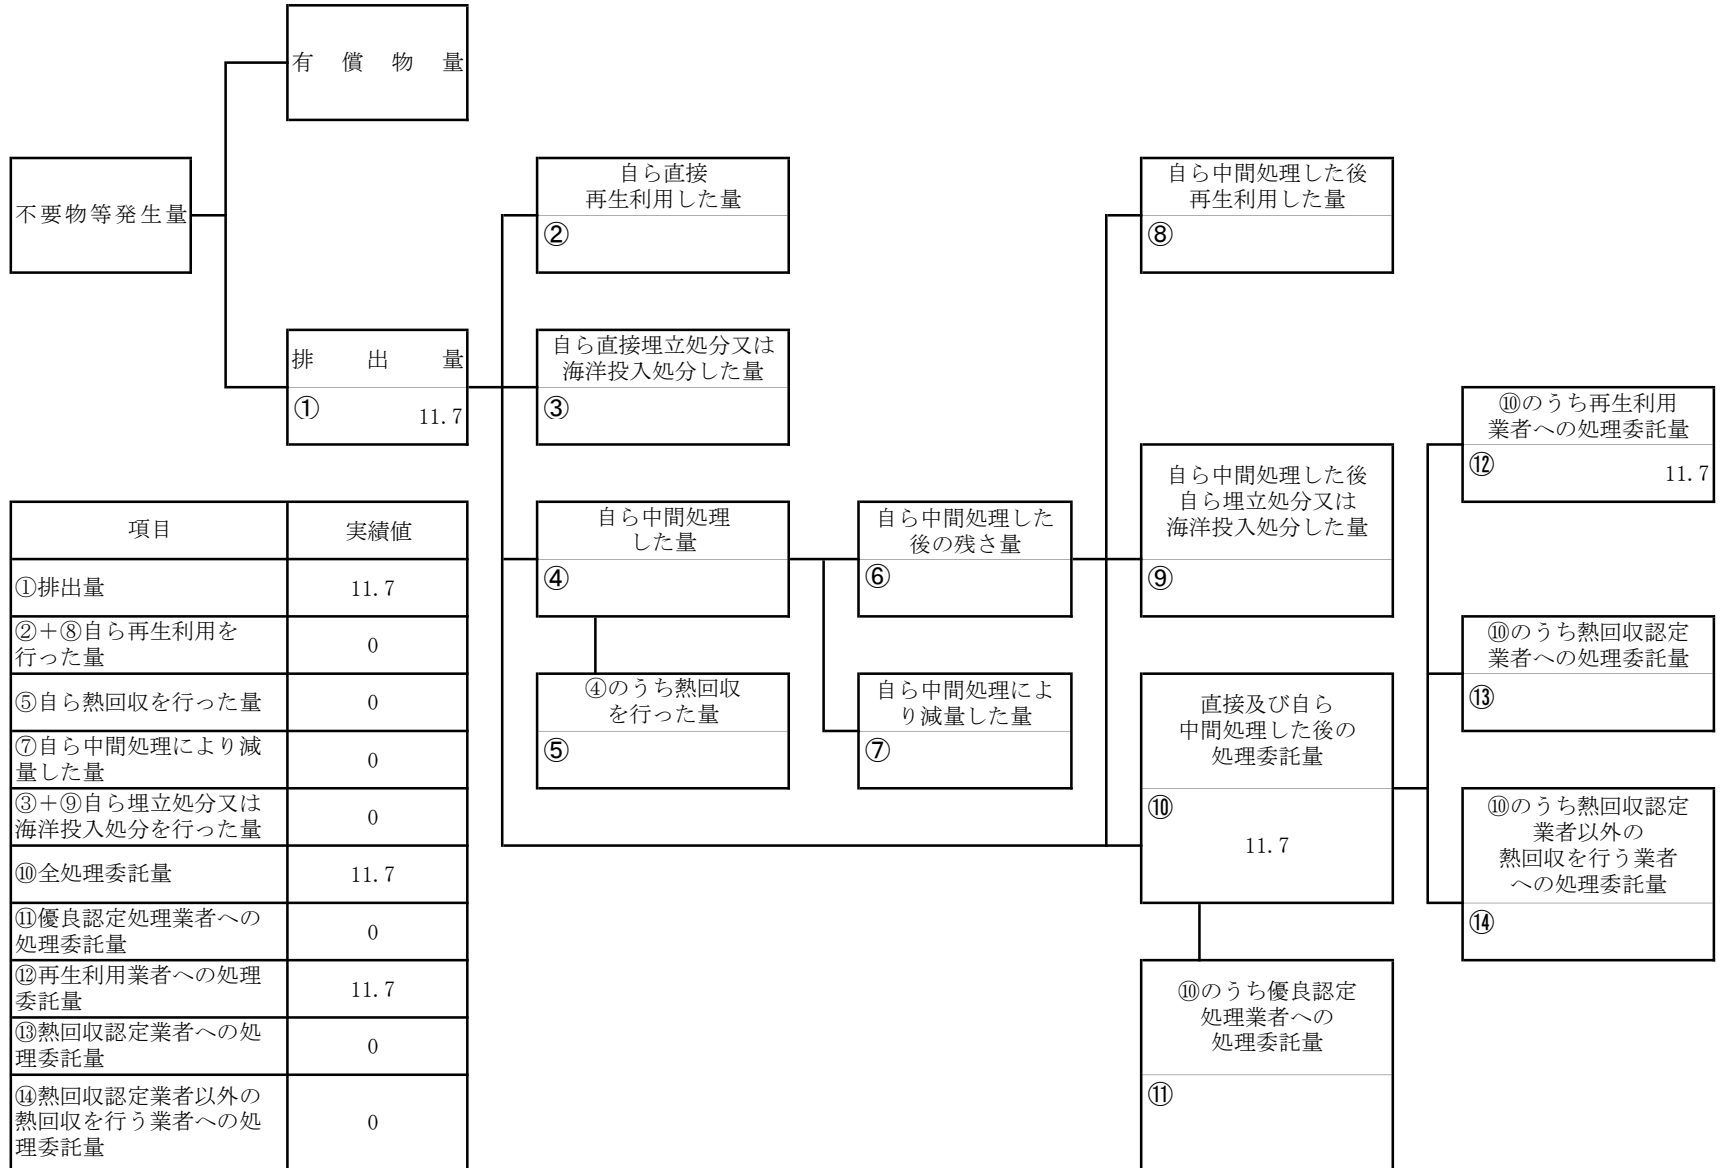 有償物量
不要物等発生量
排出量
①
11.7
自ら直接
再生利用した量
②
自ら直接埋立処分又は
海洋投入処分した量
③
自ら中間処理
した量
④
④のうち熱回収
を行った量
⑤
自ら中間処理した
後の残さ量
⑥
自ら中間処理によ
り減量した量
⑦
自ら中間処理した後
再生利用した量
⑧
自ら中間処理した後
自ら埋立処分又は
海洋投入処分した量
⑨
直接及び自ら
中間処理した後の
処理委託量
⑩
11.7
⑩のうち優良認定
処理業者への
処理委託量
⑪
⑩のうち再生利用
業者への処理委託量
⑫
11.7
⑩のうち熱回収認定
業者への処理委託量
⑬
⑩のうち熱回収認定
業者以外の
熱回収を行う業者
への処理委託量
⑭
項目 実績値
①排出量 11.7
②+⑧自ら再生利用を
行った量 0
⑤自ら熱回収を行った量 0
⑦自ら中間処理により減
量した量 0
③+⑨自ら埋立処分又は
海洋投入処分を行った量 0
⑩全処理委託量 11.7
⑪優良認定処理業者への
処理委託量 0
⑫再生利用業者への処理
委託量 11.7
⑬熱回収認定業者への処
理委託量 0
⑭熱回収認定業者以外の
熱回収を行う業者への処
理委託量 0